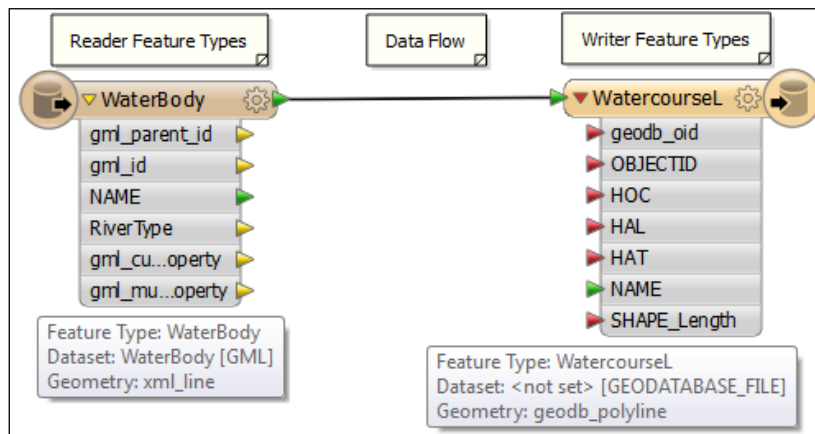 Reader Feature Types
Data Flow
Writer Feature Types
WaterBody
gml_parent_id
gml_id
NAME
RiverType
gml_cu...operty
gml_mu...operty
Feature Type: WaterBody
Dataset: WaterBody [GML]
Geometry: xml_line
WatercourseL
geodb_oid
OBJECTID
HOC
HAL
HAT
NAME
SHAPE_Length
Feature Type: WatercourseL
Dataset: <not set> [GEODATABASE_FILE]
Geometry: geodb_polyline